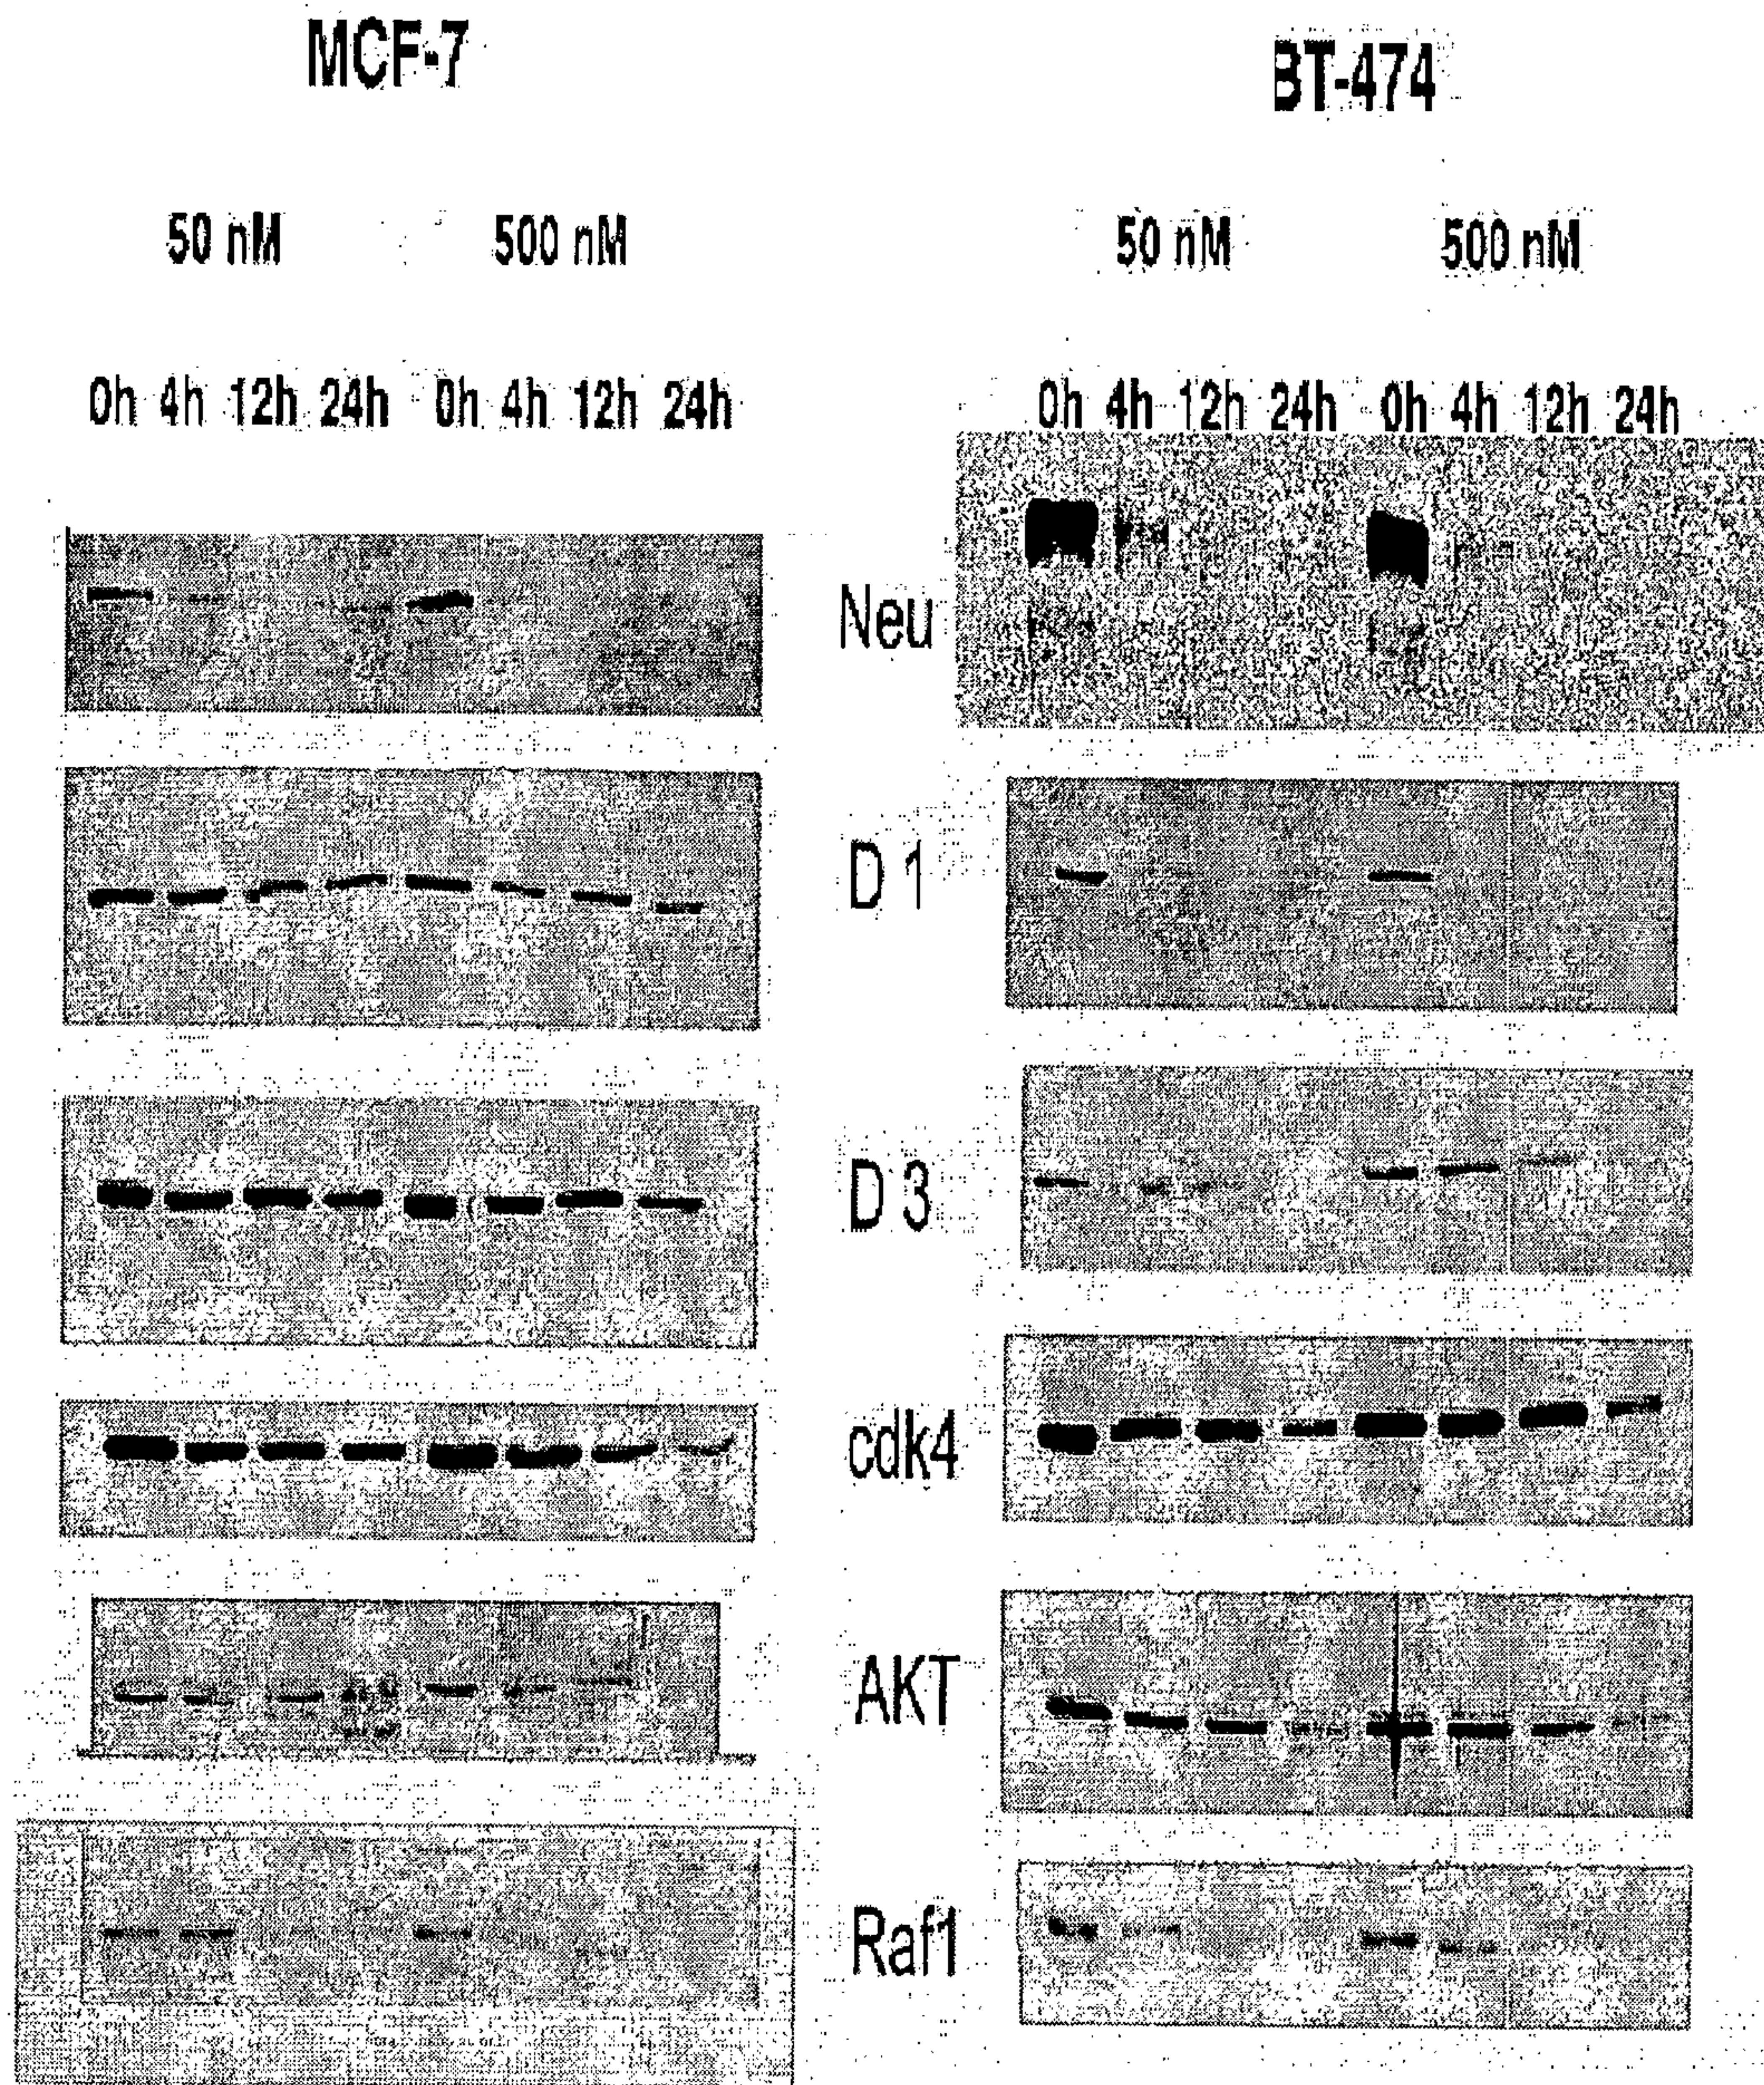 MCF-7 BT-474
50 nM 500 nM 50 nM 500 nM
0h 4h 12h 24h 0h 4h 12h 24h 0h 4h 12h 24h 0h 4h 12h 24h
Neu
D 1
D 3
cdk4
AKT
Raf1